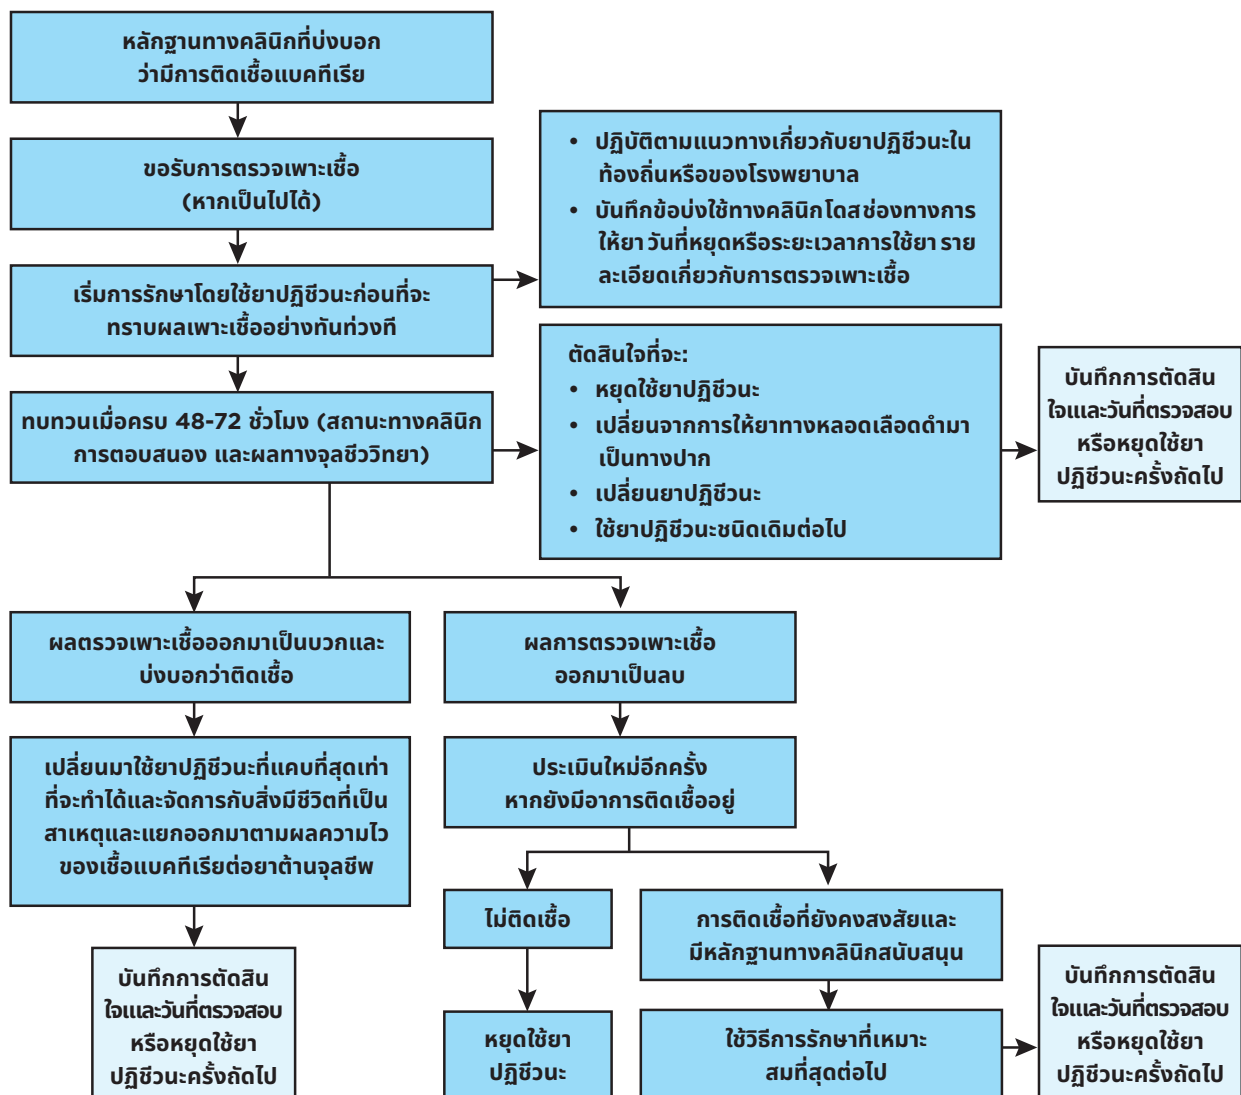 หลักฐานทางคลินิกที่บ่งบอก
ว่ามีการติดเชื้อแบคทีเรีย
ขอรับการตรวจเพาะเชื้อ
(หากเป็นไปได้)
เริ่มการรักษาโดยใช้ยาปฏิชีวนะก่อนที่จะ
ทราบผลเพาะเชื้ออย่างทันท่วงที
• ปฏิบัติตามแนวทางเกี่ยวกับยาปฏิชีวนะใน
ท้องถิ่นหรือของโรงพยาบาล
• บันทึกข้อบ่งใช้ทางคลินิกโดสช่องทางการ
ให้ยา วันที่หยุดหรือระยะเวลาการใช้ยา ราย
ละเอียดเกี่ยวกับการตรวจเพาะเชื้อ
ทบทวนเมื่อครบ 48-72 ชั่วโมง (สถานะทางคลินิก
การตอบสนอง และผลทางจุลชีววิทยา)
ตัดสินใจที่จะ:
• หยุดใช้ยาปฏิชีวนะ
• เปลี่ยนจากการให้ยาทางหลอดเลือดดำมา
เป็นทางปาก
• เปลี่ยนยาปฏิชีวนะ
• ใช้ยาปฏิชีวนะชนิดเดิมต่อไป
บันทึกการตัดสิน
ใจและวันที่ตรวจสอบ
หรือหยุดใช้ยา
ปฏิชีวนะครั้งถัดไป
ผลตรวจเพาะเชื้อออกมาเป็นบวกและ
บ่งบอกว่าติดเชื้อ
ผลการตรวจเพาะเชื้อ
ออกมาเป็นลบ
เปลี่ยนมาใช้ยาปฏิชีวนะที่แคบที่สุดเท่า
ที่จะทำได้และจัดการกับสิ่งมีชีวิตที่เป็น
สาเหตุและแยกออกมาตามผลความไว
ของเชื้อแบคทีเรียต่อยาต้านจุลชีพ
ประเมินใหม่อีกครั้ง
หากยังมีอาการติดเชื้ออยู่
ไม่ติดเชื้อ
การติดเชื้อที่ยังคงสงสัยและ
มีหลักฐานทางคลินิกสนับสนุน
บันทึกการตัดสิน
ใจและวันที่ตรวจสอบ
หรือหยุดใช้ยา
ปฏิชีวนะครั้งถัดไป
หยุดใช้ยา
ปฏิชีวนะ
ใช้วิธีการรักษาที่เหมาะ
สมที่สุดต่อไป
บันทึกการตัดสิน
ใจและวันที่ตรวจสอบ
หรือหยุดใช้ยา
ปฏิชีวนะครั้งถัดไป